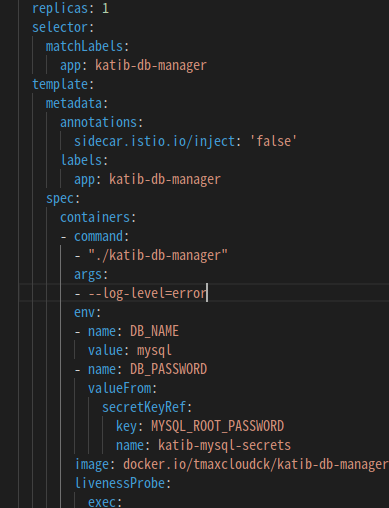 replicas: 1
selector:
matchLabels:
app: katib-db-manager
template:
metadata:
annotations:
sidecar.istio.io/inject: 'false'
labels:
app: katib-db-manager
spec:
containers:
- command:
- "./katib-db-manager"
args:
- --log-level=error
env:
- name: DB_NAME
value: mysql
- name: DB_PASSWORD
valueFrom:
secretKeyRef:
key: MYSQL_ROOT_PASSWORD
name: katib-mysql-secrets
image: docker.io/tmaxcloudck/katib-db-manager
livenessProbe:
exec: